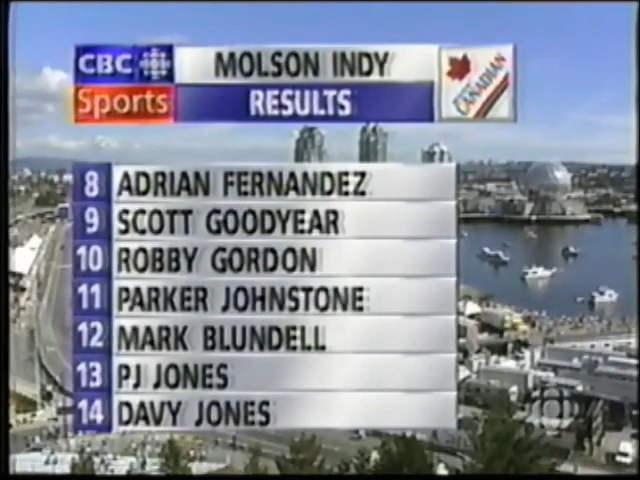 CBC
MOLSON INDY
Sports
RESULTS
CANADIAN
8 ADRIAN FERNANDEZ
9 SCOTT GOODYEAR
10 ROBBY GORDON
11 PARKER JOHNSTONE
12 MARK BLUNDELL
13 PJ JONES
14 DAVY JONES